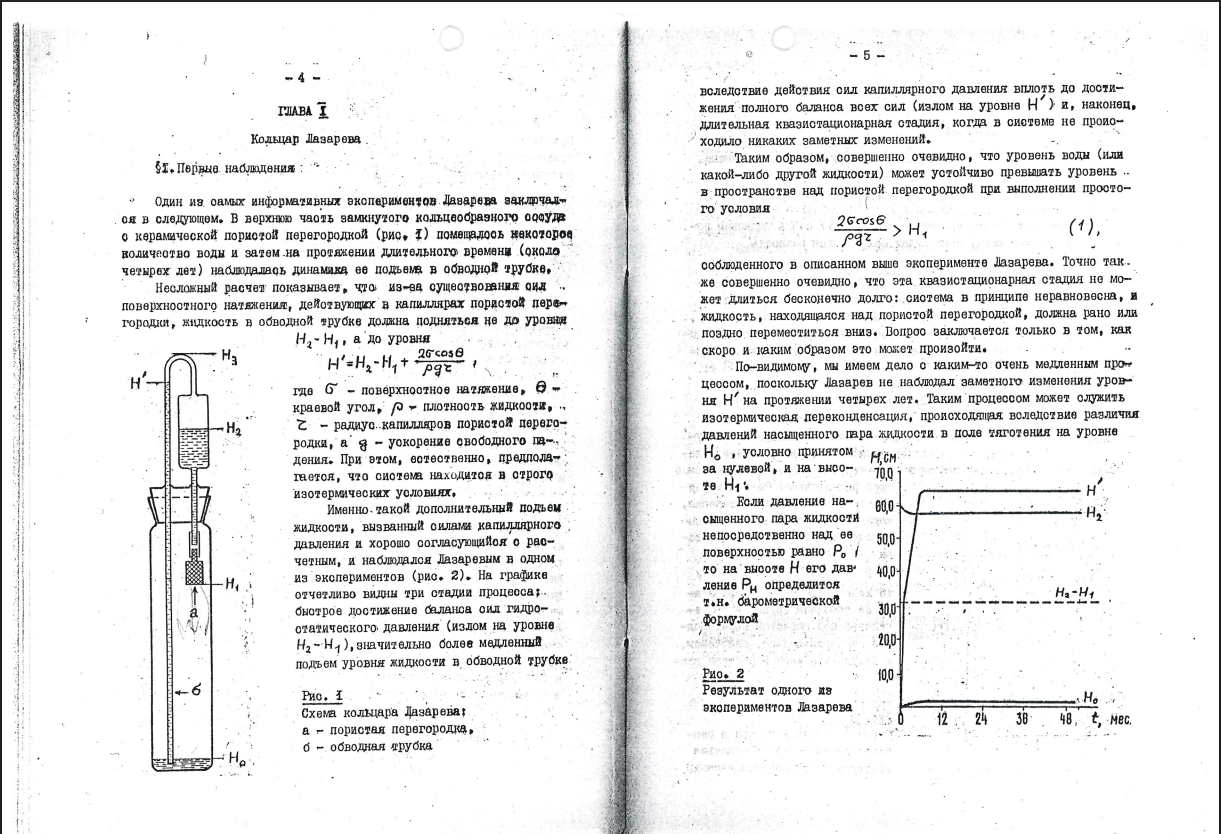 - 4 -
ГЛАВА I
Кольцар Лазарева
§I. Первые наблюдения:
Один из самых информативных экспериментов Лазарева заключал-
ся в следующем. В верхнюю часть замкнутого кольцеобразного сосуда
с керамической пористой перегородкой (рис. I) помещалось некоторое
количество воды и затем на протяжении длительного времени (около
четырех лет) наблюдалась динамика ее подъема в обводной трубке.
Несложный расчет показывает, что из-за существования сил
поверхностного натяжения, действующих в капиллярах пористой пере-
городки, жидкость в обводной трубке должна подняться не до уровня
H₂-H₁, а до уровня
H'=H₂-H₁+ 2σcosθ/ρgτ ,
где σ - поверхностное натяжение, θ -
краевой угол, ρ - плотность жидкости,
τ - радиус капилляров пористой перего-
родки, а g - ускорение свободного па-
дения. При этом, естественно, предпола-
гается, что система находится в строго
изотермических условиях.
Именно такой дополнительный подъем
жидкости, вызванный силами капиллярного
давления и хорошо согласующийся с рас-
четным, и наблюдался Лазаревым в одном
из экспериментов (рис. 2). На графике
отчетливо видны три стадии процесса:
быстрое достижение баланса сил гидро-
статического давления (излом на уровне
H₂-H₁), значительно более медленный
подъем уровня жидкости в обводной трубке
H₃
H'
H₂
H₁
а
б
H₀
Рис. I
Схема кольцара Лазарева:
а - пористая перегородка,
б - обводная трубка
- 5 -
вследствие действия сил капиллярного давления вплоть до дости-
жения полного баланса всех сил (излом на уровне H') и, наконец,
длительная квазистационарная стадия, когда в системе не проис-
ходило никаких заметных изменений.
Таким образом, совершенно очевидно, что уровень воды (или
какой-либо другой жидкости) может устойчиво превышать уровень
в пространстве над пористой перегородкой при выполнении просто-
го условия
2σcosθ/ρgτ > H₁ (1),
соблюденного в описанном выше эксперименте Лазарева. Точно так
же совершенно очевидно, что эта квазистационарная стадия не мо-
жет длиться бесконечно долго: система в принципе неравновесна, и
жидкость, находящаяся над пористой перегородкой, должна рано или
поздно переместиться вниз. Вопрос заключается только в том, как
скоро и каким образом это может произойти.
По-видимому, мы имеем дело с каким-то очень медленным про-
цессом, поскольку Лазарев не наблюдал заметного изменения уров-
ня H' на протяжении четырех лет. Таким процессом может служить
изотермическая переконденсация, происходящая вследствие различия
давлений насыщенного пара жидкости в поле тяготения на уровне
H₀ , условно принятом
за нулевой, и на высо-
те H₁.
Если давление на-
сыщенного пара жидкости
непосредственно над ее
поверхностью равно P₀ ,
то на высоте H его дав-
ление P_H определится
т.н. барометрической
формулой
Рис. 2
Результат одного из
экспериментов Лазарева
H,см
70,0
60,0
50,0
40,0
30,0
20,0
10,0
H'
H₂
H₂-H₁
H₀
0 12 24 38 48 t, мес.